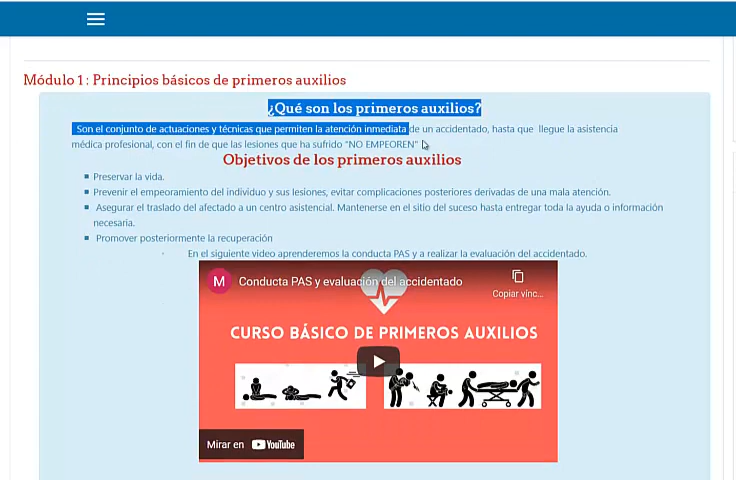 Módulo 1: Principios básicos de primeros auxilios
¿Qué son los primeros auxilios?
Son el conjunto de actuaciones y técnicas que permiten la atención inmediata de un accidentado, hasta que llegue la asistencia
médica profesional, con el fin de que las lesiones que ha sufrido "NO EMPEOREN"
Objetivos de los primeros auxilios
Preservar la vida.
Prevenir el empeoramiento del individuo y sus lesiones, evitar complicaciones posteriores derivadas de una mala atención.
Asegurar el traslado del afectado a un centro asistencial. Mantenerse en el sitio del suceso hasta entregar toda la ayuda o información
necesaria.
Promover posteriormente la recuperación
En el siguiente video aprenderemos la conducta PAS y a realizar la evaluación del accidentado.
M Conducta PAS y evaluación del accidentado
Copiar vínc...
CURSO BÁSICO DE PRIMEROS AUXILIOS
Mirar en YouTube